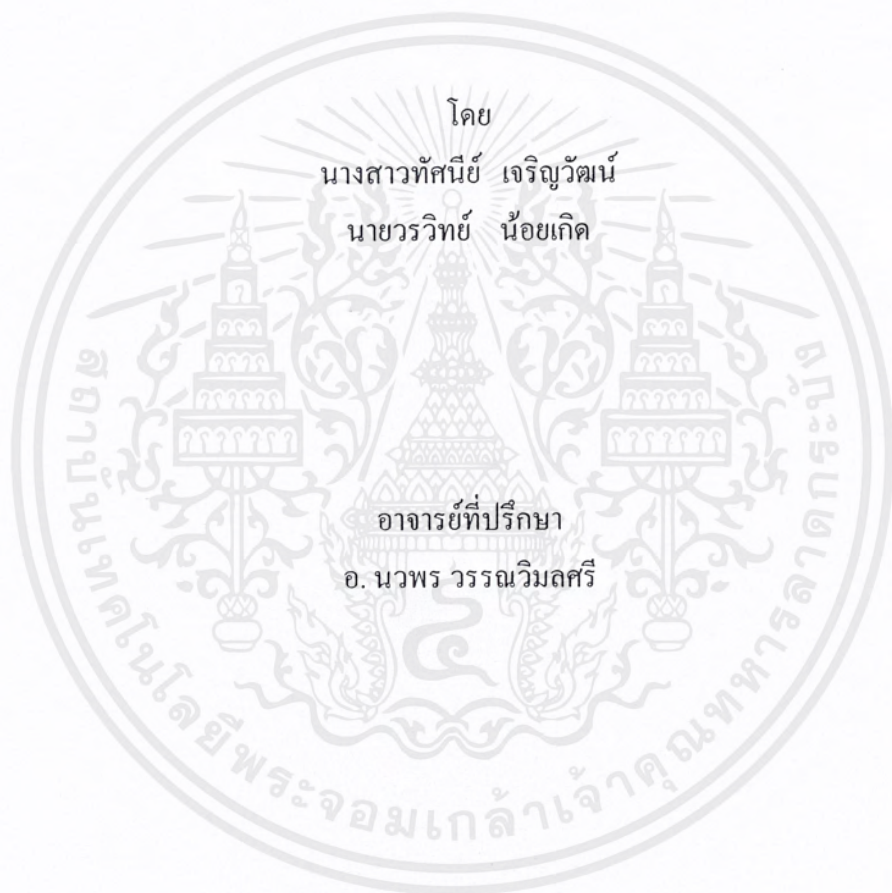 โดย
นางสาวทัศนีย์ เจริญวัฒน์
นายวรวิทย์ น้อยเกิด
อาจารย์ที่ปรึกษา
อ. นวพร วรรณวิมลศรี
๕
สถาบันเทคโนโลยีพระจอมเกล้าเจ้าคุณทหารลาดกระบัง